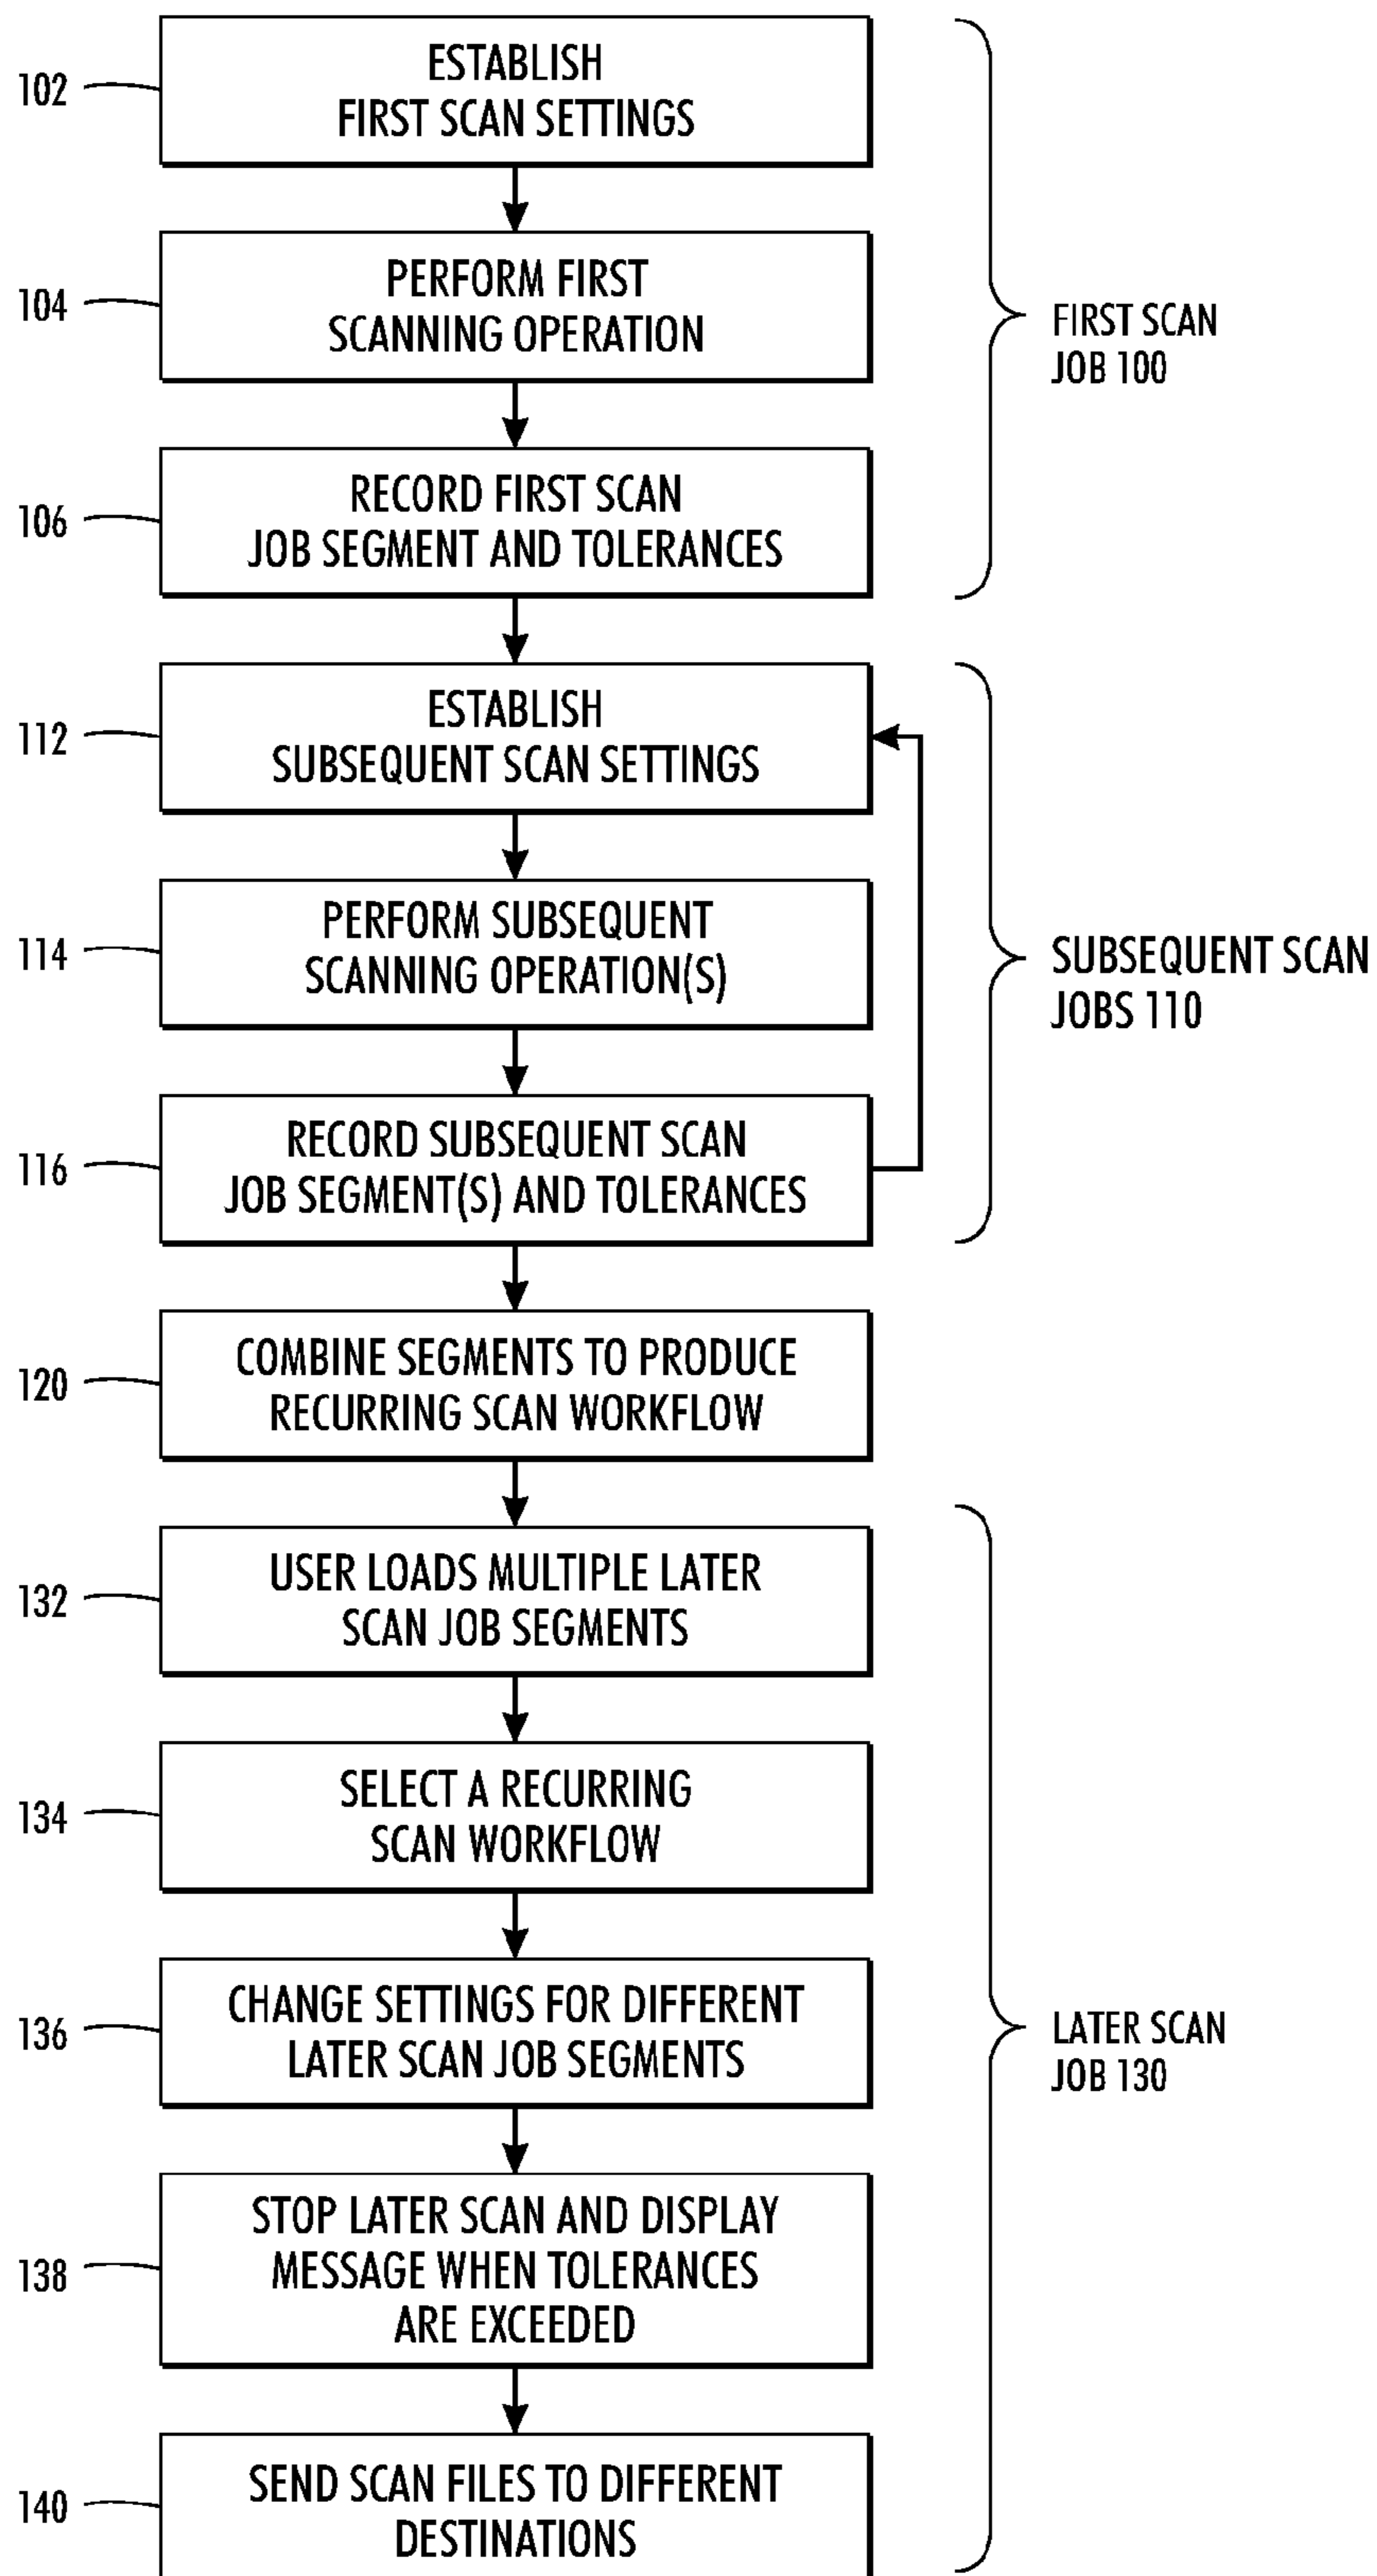 102
ESTABLISH
FIRST SCAN SETTINGS
104
PERFORM FIRST
SCANNING OPERATION
FIRST SCAN
JOB 100
106
RECORD FIRST SCAN
JOB SEGMENT AND TOLERANCES
112
ESTABLISH
SUBSEQUENT SCAN SETTINGS
114
PERFORM SUBSEQUENT
SCANNING OPERATION(S)
SUBSEQUENT SCAN
JOBS 110
116
RECORD SUBSEQUENT SCAN
JOB SEGMENT(S) AND TOLERANCES
120
COMBINE SEGMENTS TO PRODUCE
RECURRING SCAN WORKFLOW
132
USER LOADS MULTIPLE LATER
SCAN JOB SEGMENTS
134
SELECT A RECURRING
SCAN WORKFLOW
136
CHANGE SETTINGS FOR DIFFERENT
LATER SCAN JOB SEGMENTS
LATER SCAN
JOB 130
138
STOP LATER SCAN AND DISPLAY
MESSAGE WHEN TOLERANCES
ARE EXCEEDED
140
SEND SCAN FILES TO DIFFERENT
DESTINATIONS